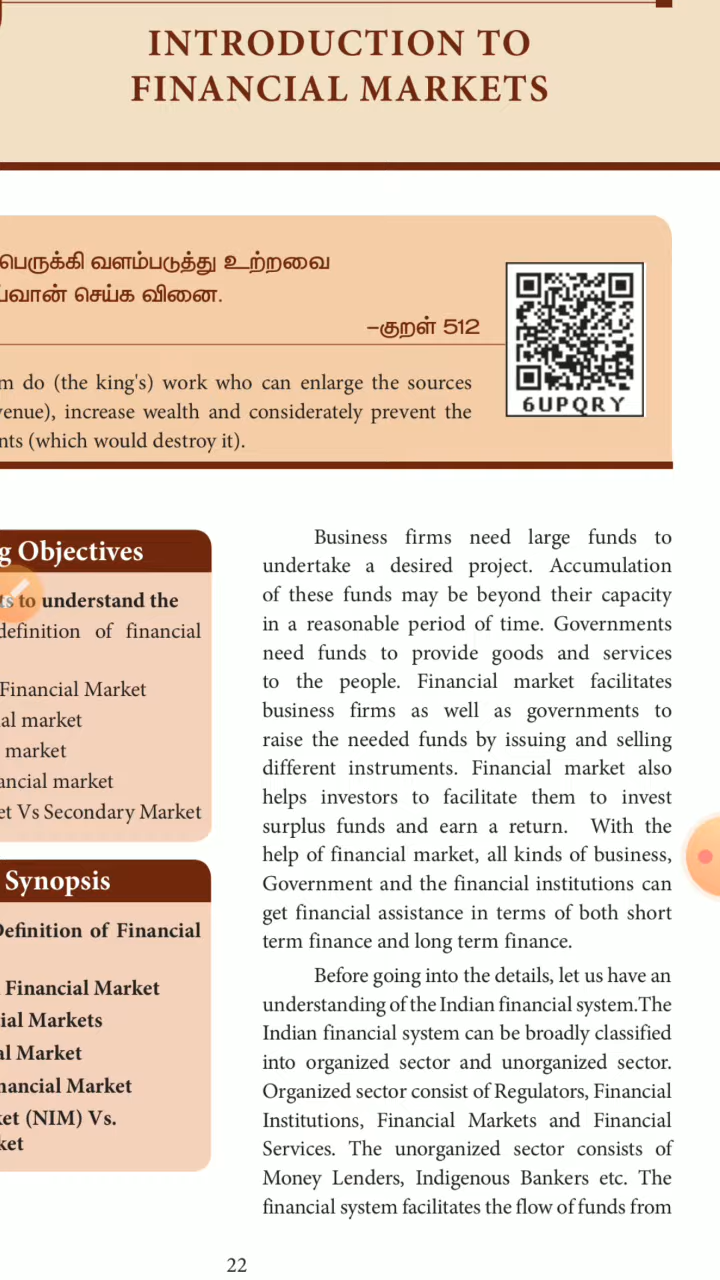 INTRODUCTION TO
FINANCIAL MARKETS
பெருக்கி வளம்படுத்து உற்றவை
செய்க வினை.
–குறள் 512
do (the king's) work who can enlarge the sources
increase wealth and considerately prevent the
(which would destroy it).
6UPQRY
Objectives
to understand the
definition of financial
Financial Market
market
market
market
Vs Secondary Market
Synopsis
Definition of Financial
Financial Market
Markets
Market
Market
(NIM) Vs.
Business firms need large funds to
undertake a desired project. Accumulation
of these funds may be beyond their capacity
in a reasonable period of time. Governments
need funds to provide goods and services
to the people. Financial market facilitates
business firms as well as governments to
raise the needed funds by issuing and selling
different instruments. Financial market also
helps investors to facilitate them to invest
surplus funds and earn a return. With the
help of financial market, all kinds of business,
Government and the financial institutions can
get financial assistance in terms of both short
term finance and long term finance.
Before going into the details, let us have an
understanding of the Indian financial system.The
Indian financial system can be broadly classified
into organized sector and unorganized sector.
Organized sector consist of Regulators, Financial
Institutions, Financial Markets and Financial
Services. The unorganized sector consists of
Money Lenders, Indigenous Bankers etc. The
financial system facilitates the flow of funds from
22